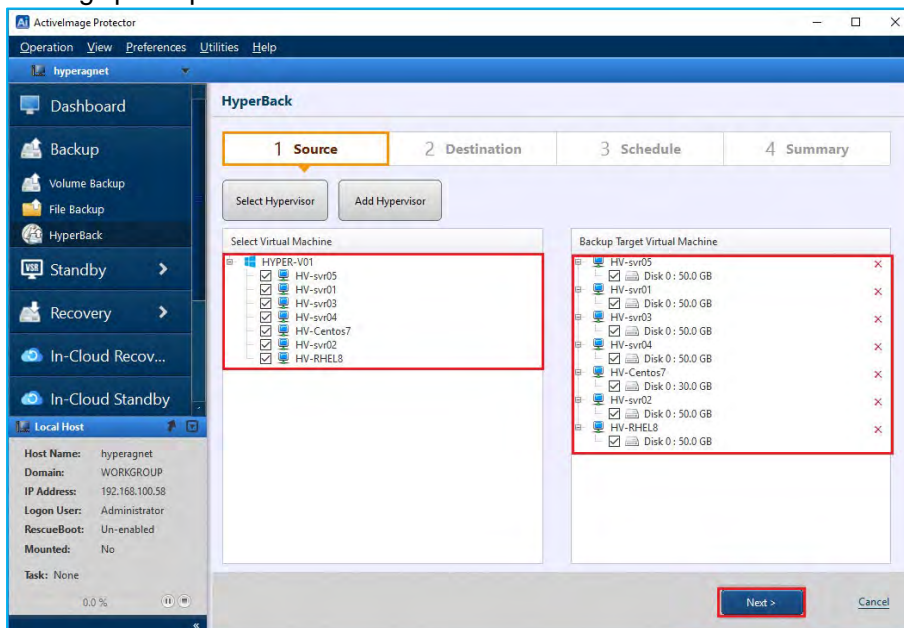 ActiveImage Protector
Operation View Preferences Utilities Help
hyperagnet
Dashboard
Backup
Volume Backup
File Backup
HyperBack
Standby
Recovery
In-Cloud Recov...
In-Cloud Standby
Local Host
Host Name: hyperagnet
Domain: WORKGROUP
IP Address: 192.168.100.58
Logon User: Administrator
RescueBoot: Un-enabled
Mounted: No
Task: None
0.0 %
HyperBack
1 Source
2 Destination
3 Schedule
4 Summary
Select Hypervisor
Add Hypervisor
Select Virtual Machine
HYPER-V01
HV-svr05
HV-svr01
HV-svr03
HV-svr04
HV-Centos7
HV-svr02
HV-RHEL8
Backup Target Virtual Machine
HV-svr05
Disk 0 : 50.0 GB
HV-svr01
Disk 0 : 50.0 GB
HV-svr03
Disk 0 : 50.0 GB
HV-svr04
Disk 0 : 50.0 GB
HV-Centos7
Disk 0 : 30.0 GB
HV-svr02
Disk 0 : 50.0 GB
HV-RHEL8
Disk 0 : 50.0 GB
Next >
Cancel